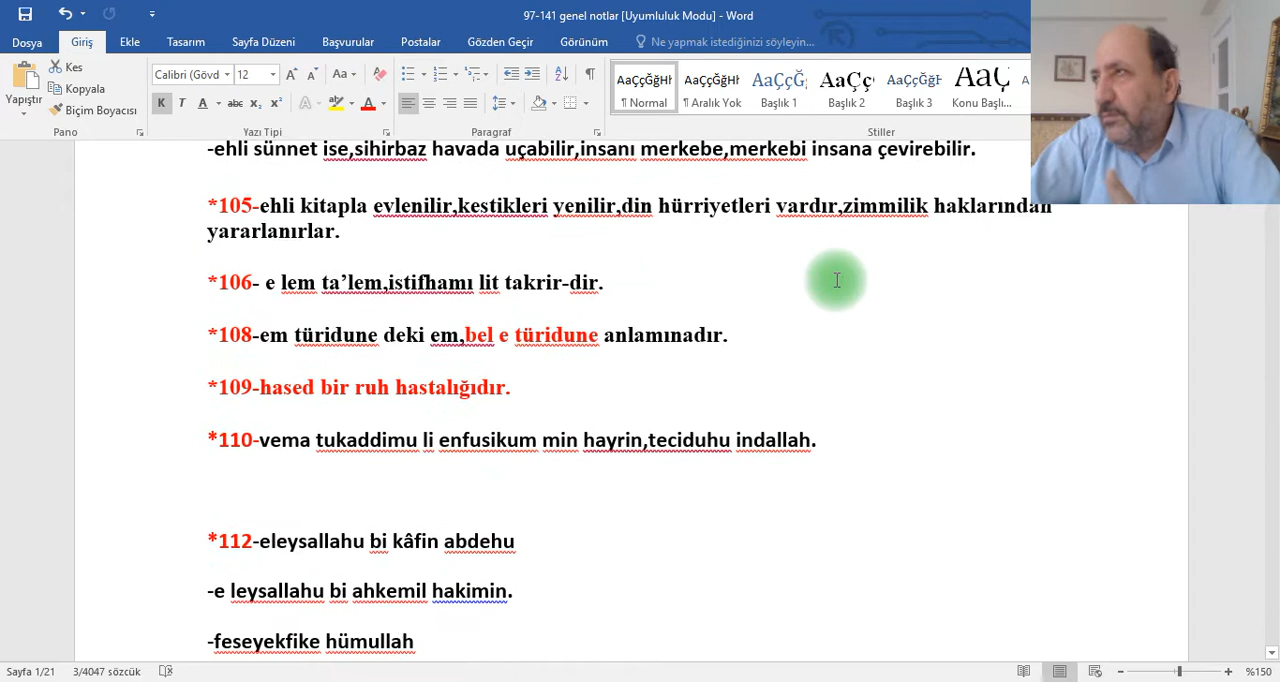 97-141 genel notlar [Uyumluluk Modu] - Word
Dosya Giriş Ekle Tasarım Sayfa Düzeni Başvurular Postalar Gözden Geçir Görünüm Ne yapmak istediğinizi söyleyin...
Yapıştır
Kes
Kopyala
Biçim Boyacısı
Calibri (Gövd 12 Aa
K T A abc x₂ x² A A
AaBbCcÇçĞğHh
¶ Normal ¶ Aralık Yok Başlık 1 Başlık 2 Başlık 3 Konu Başlı...
Pano Yazı Tipi Paragraf Stiller
-ehli sünnet ise,sihirbaz havada uçabilir,insanı merkebe,merkebi insana çevirebilir.
*105-ehli kitapla evlenilir,kestikleri yenilir,din hürriyetleri vardır,zimmilik haklarından
yararlanırlar.
*106- e lem ta’lem,istifhamı lit takrir-dir.
*108-em türidune deki em,bel e türidune anlamınadır.
*109-hased bir ruh hastalığıdır.
*110-vema tukaddimu li enfusikum min hayrin,teciduhu indallah.
*112-eleysallahu bi kâfin abdehu
-e leysallahu bi ahkemil hakimin.
-feseyekfike hümullah
Sayfa 1/21 3/4047 sözcük %150